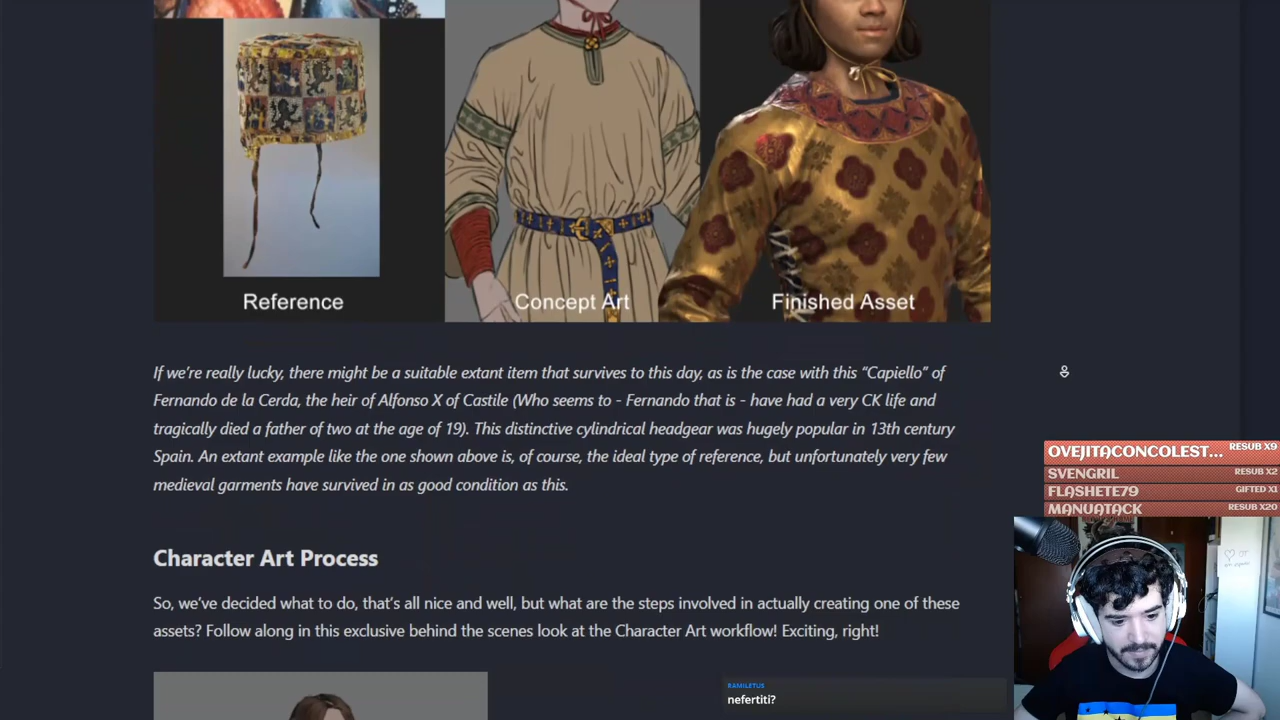 Reference
Concept Art
Finished Asset
If we're really lucky, there might be a suitable extant item that survives to this day, as is the case with this “Capiello” of
Fernando de la Cerda, the heir of Alfonso X of Castile (Who seems to - Fernando that is - have had a very CK life and
tragically died a father of two at the age of 19). This distinctive cylindrical headgear was hugely popular in 13th century
Spain. An extant example like the one shown above is, of course, the ideal type of reference, but unfortunately very few
medieval garments have survived in as good condition as this.
OVEJITACONCOLEST... RESUB X9
SVENGRIL RESUB X2
FLASHETE79 GIFTED X1
MANUATACK RESUB X20
Character Art Process
So, we've decided what to do, that's all nice and well, but what are the steps involved in actually creating one of these
assets? Follow along in this exclusive behind the scenes look at the Character Art workflow! Exciting, right!
RAMILETUS
nefertiti?